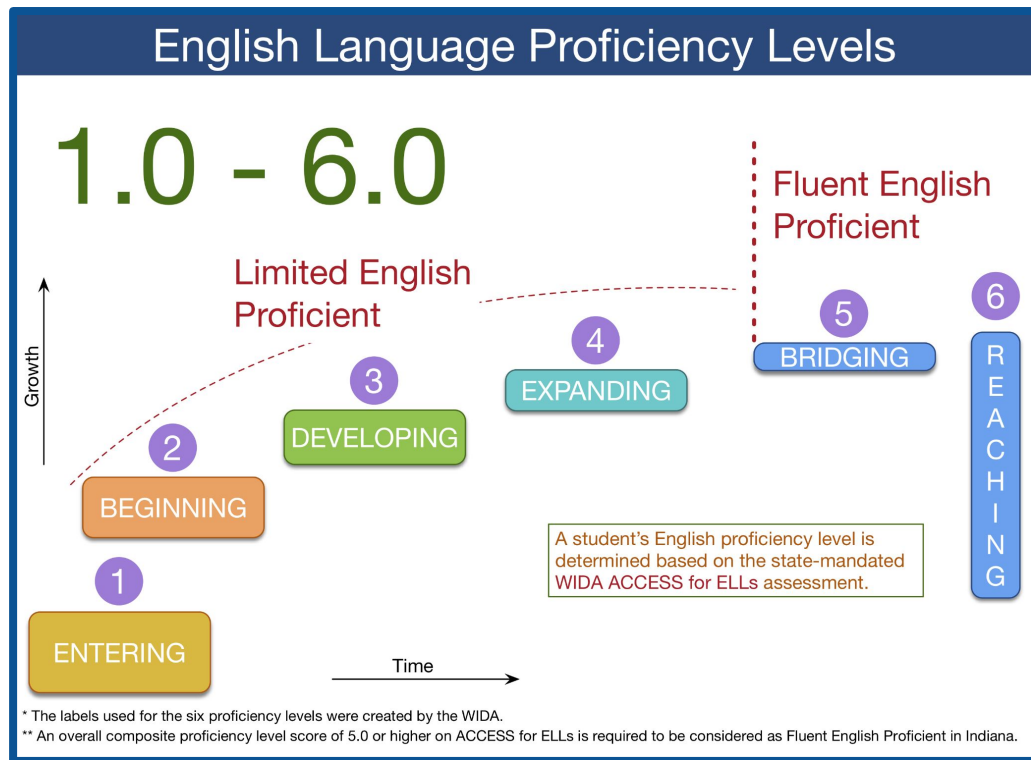 English Language Proficiency Levels
1.0 - 6.0
Fluent English
Proficient
Limited English
Proficient
Growth
6
REACHING
5
BRIDGING
4
EXPANDING
3
DEVELOPING
2
BEGINNING
1
ENTERING
A student’s English proficiency level is
determined based on the state-mandated
WIDA ACCESS for ELLs assessment.
Time
* The labels used for the six proficiency levels were created by the WIDA.
** An overall composite proficiency level score of 5.0 or higher on ACCESS for ELLs is required to be considered as Fluent English Proficient in Indiana.